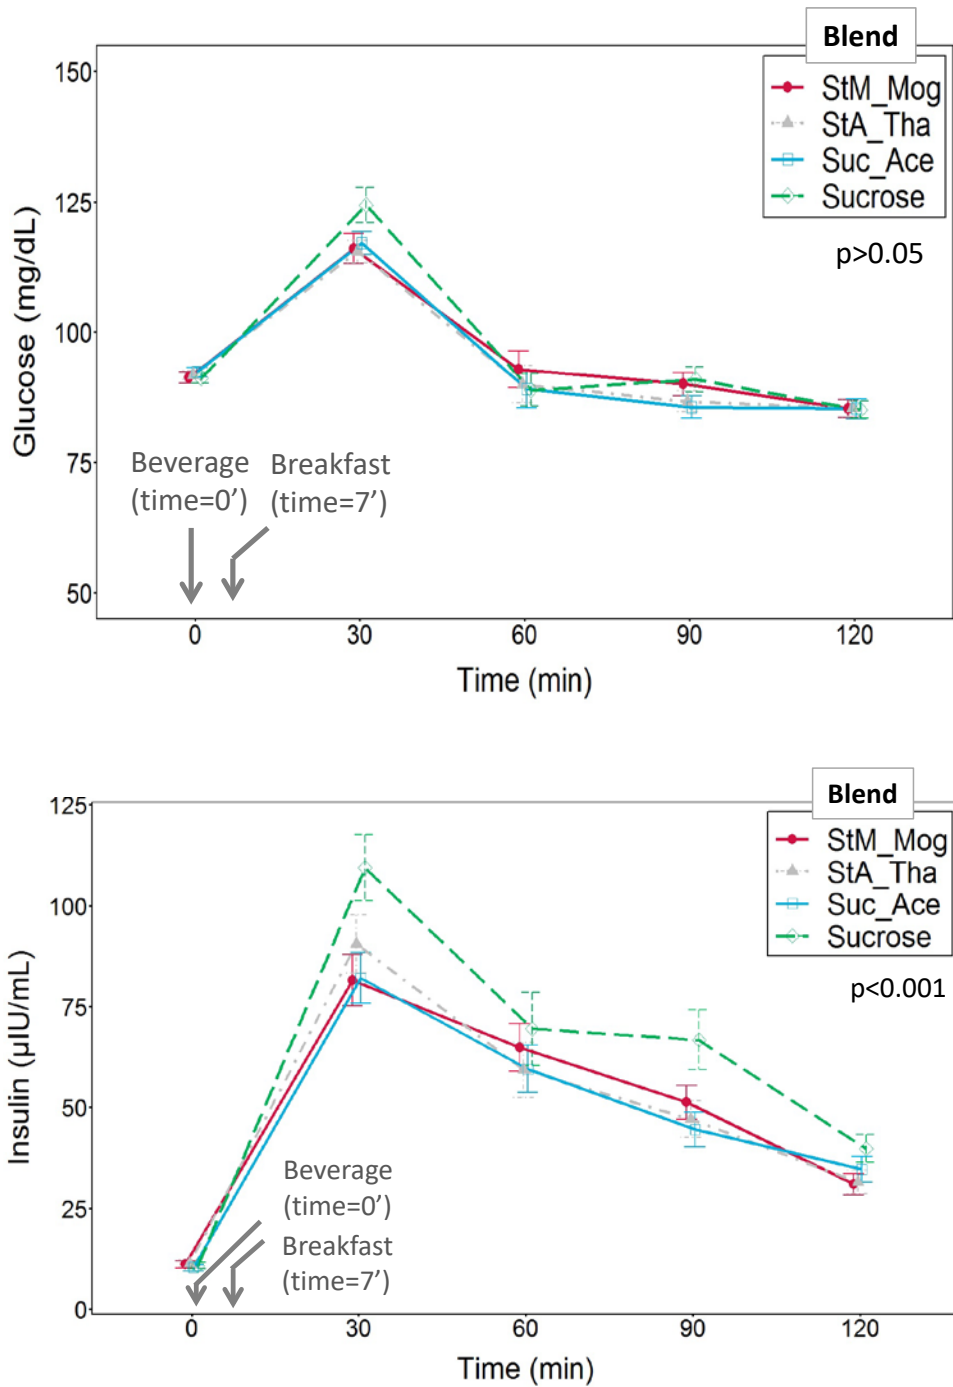 Blend
StM_Mog
StA_Tha
Suc_Ace
Sucrose
p>0.05
150
125
100
75
50
Glucose (mg/dL)
Beverage
(time=0’)
Breakfast
(time=7’)
0 30 60 90 120
Time (min)
Blend
StM_Mog
StA_Tha
Suc_Ace
Sucrose
p<0.001
125
100
75
50
25
0
Insulin (µIU/mL)
Beverage
(time=0’)
Breakfast
(time=7’)
0 30 60 90 120
Time (min)